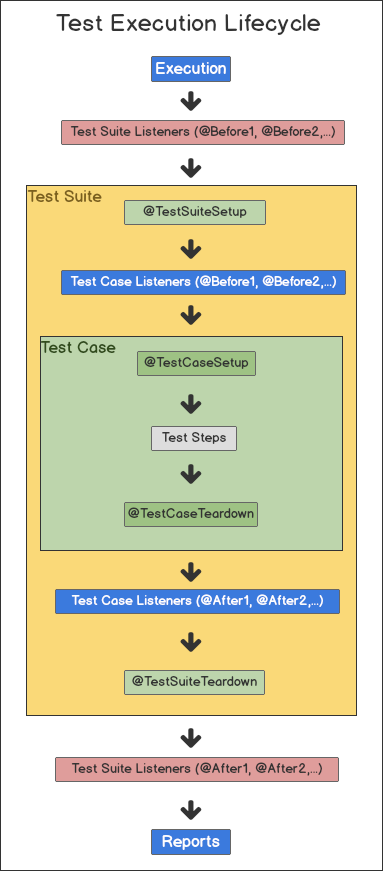 Test Execution Lifecycle
Execution
Test Suite Listeners (@Before1, @Before2,...)
Test Suite
@TestSuiteSetup
Test Case Listeners (@Before1, @Before2,...)
Test Case
@TestCaseSetup
Test Steps
@TestCaseTeardown
Test Case Listeners (@After1, @After2,...)
@TestSuiteTeardown
Test Suite Listeners (@After1, @After2,...)
Reports